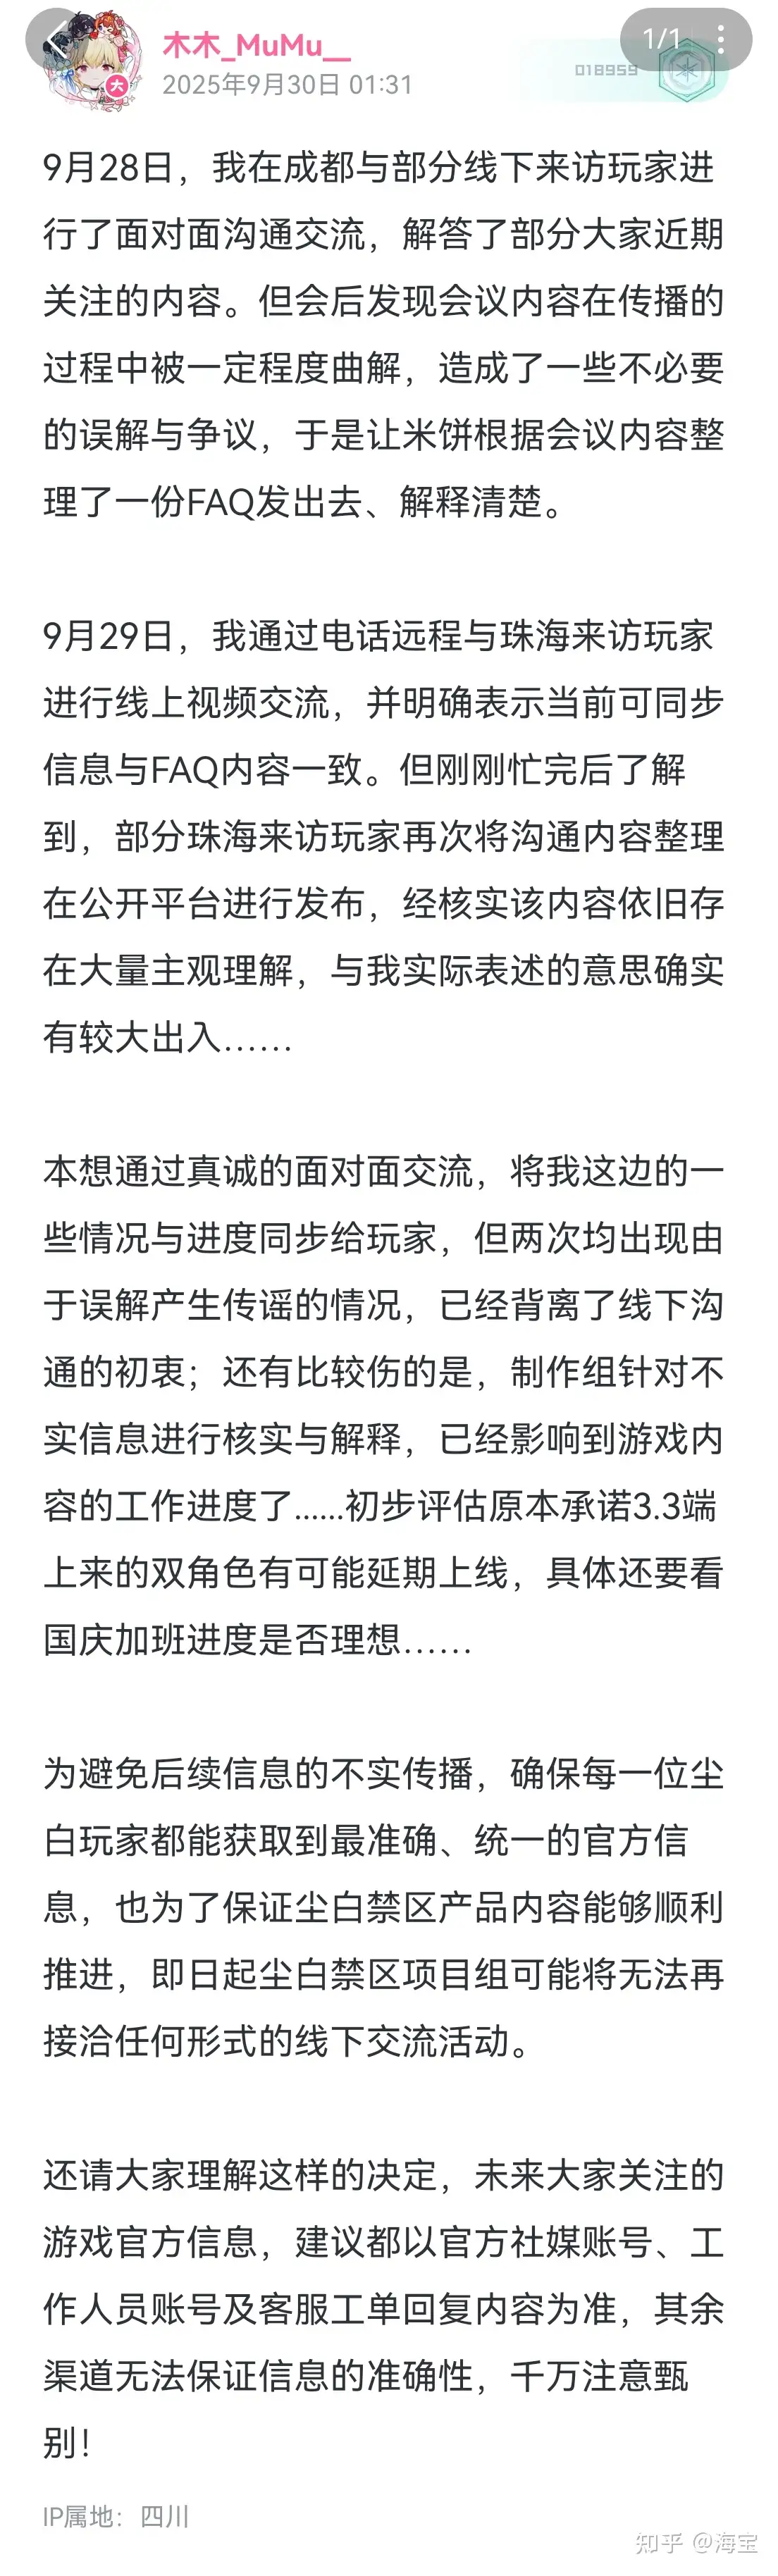 木木_MuMu__
1/1
2025年9月30日 01:31
018959
大
9月28日，我在成都与部分线下来访玩家进
行了面对面沟通交流，解答了部分大家近期
关注的内容。但会后发现会议内容在传播的
过程中被一定程度曲解，造成了一些不必要
的误解与争议，于是让米饼根据会议内容整
理了一份FAQ发出去、解释清楚。
9月29日，我通过电话远程与珠海来访玩家
进行线上视频交流，并明确表示当前可同步
信息与FAQ内容一致。但刚刚忙完后了解
到，部分珠海来访玩家再次将沟通内容整理
在公开平台进行发布，经核实该内容依旧存
在大量主观理解，与我实际表述的意思确实
有较大出入……
本想通过真诚的面对面交流，将我这边的一
些情况与进度同步给玩家，但两次均出现由
于误解产生传谣的情况，已经背离了线下沟
通的初衷；还有比较伤的是，制作组针对不
实信息进行核实与解释，已经影响到游戏内
容的工作进度了......初步评估原本承诺3.3端
上来的双角色有可能延期上线，具体还要看
国庆加班进度是否理想……
为避免后续信息的不实传播，确保每一位尘
白玩家都能获取到最准确、统一的官方信
息，也为了保证尘白禁区产品内容能够顺利
推进，即日起尘白禁区项目组可能将无法再
接洽任何形式的线下交流活动。
还请大家理解这样的决定，未来大家关注的
游戏官方信息，建议都以官方社媒账号、工
作人员账号及客服工单回复内容为准，其余
渠道无法保证信息的准确性，千万注意甄
别！
IP属地：四川
知乎 @海宝